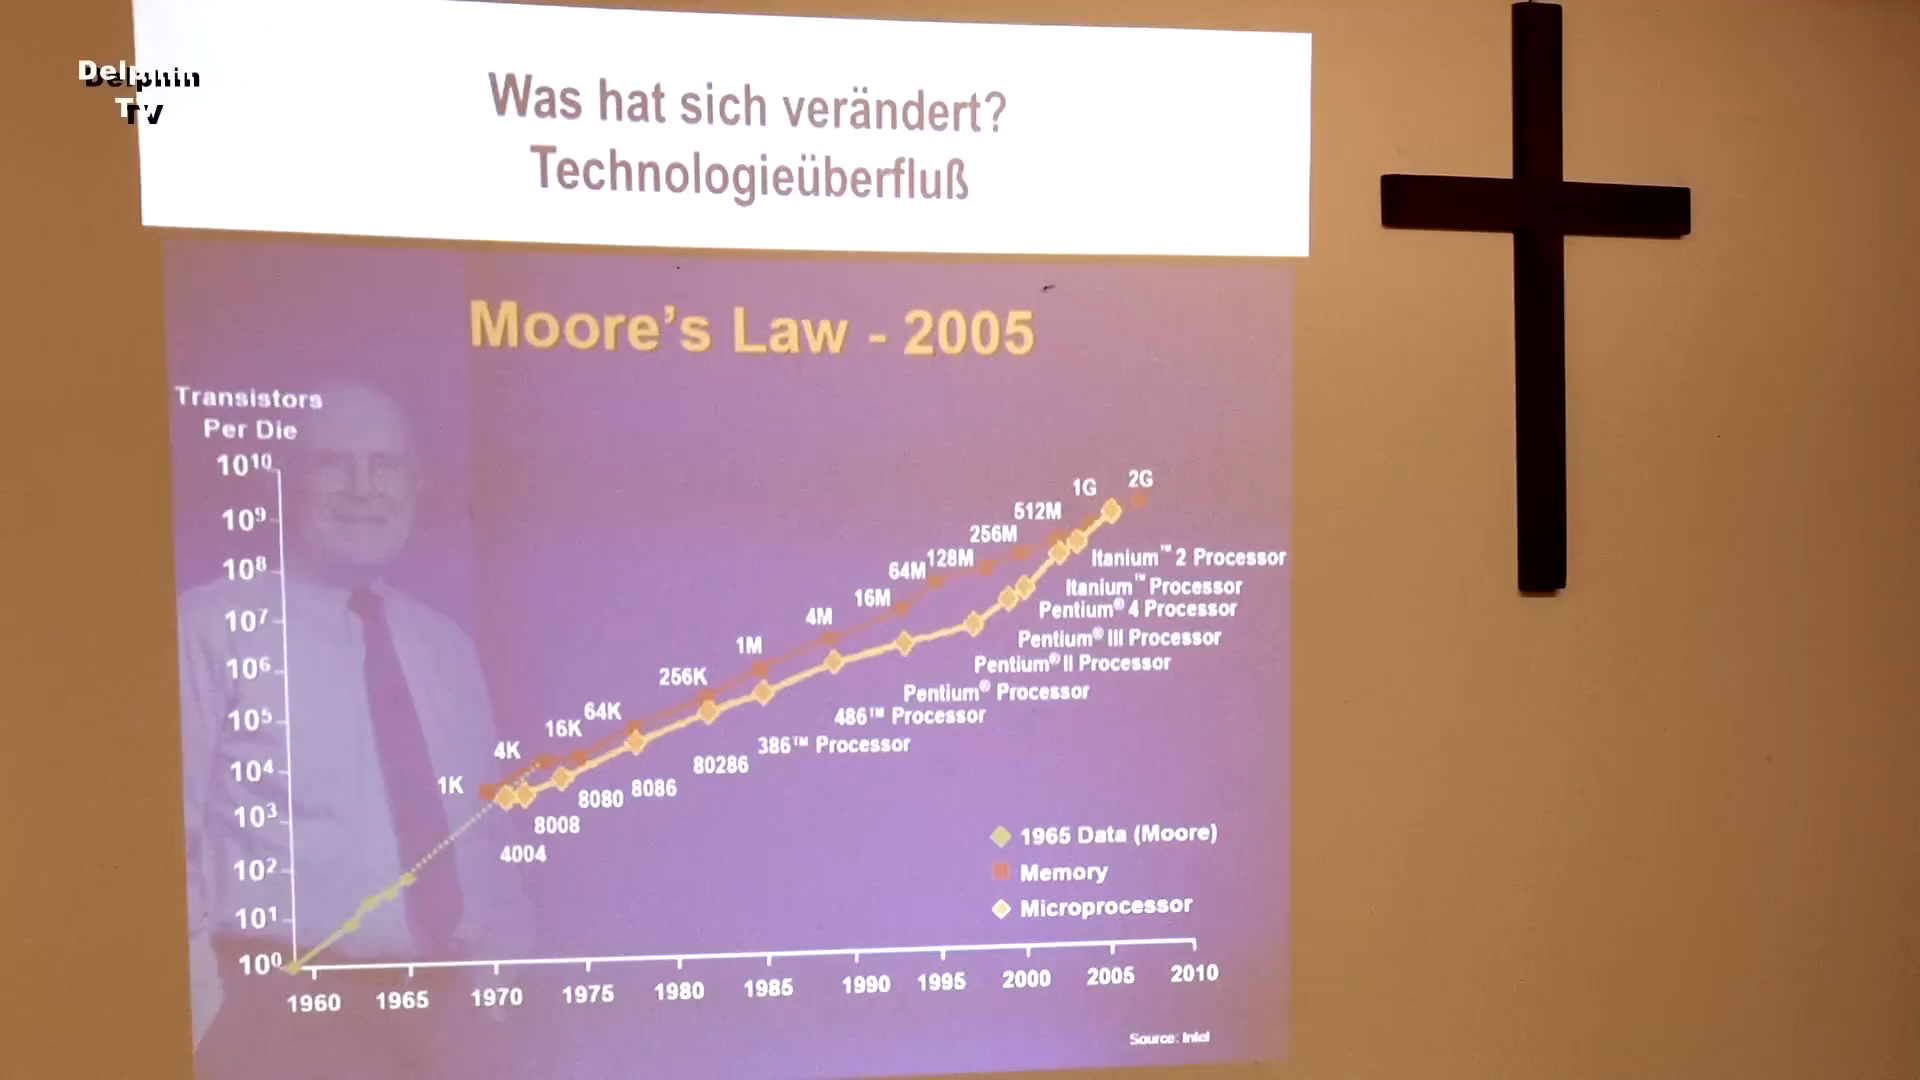 Delphin
TV
Was hat sich verändert?
Technologieüberfluß
Moore's Law - 2005
Transistors
Per Die
10¹⁰
10⁹
10⁸
10⁷
10⁶
10⁵
10⁴
10³
10²
10¹
10⁰
1K
4K
16K
64K
256K
1M
4M
16M
64M
128M
256M
512M
1G
2G
4004
8008
8080
8086
80286
386™ Processor
486™ Processor
Pentium® Processor
Pentium® II Processor
Pentium® III Processor
Pentium® 4 Processor
Itanium™ Processor
Itanium™ 2 Processor
1965 Data (Moore)
Memory
Microprocessor
1960 1965 1970 1975 1980 1985 1990 1995 2000 2005 2010
Source: Intel